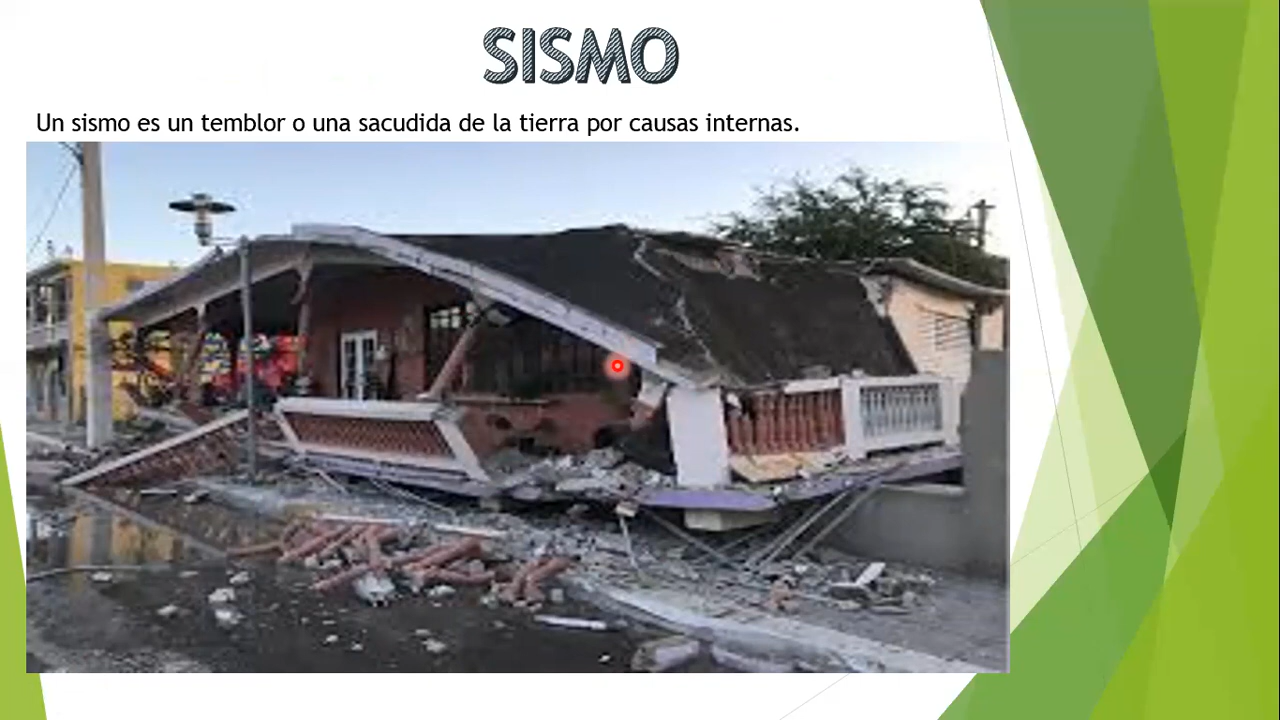 SISMO
Un sismo es un temblor o una sacudida de la tierra por causas internas.